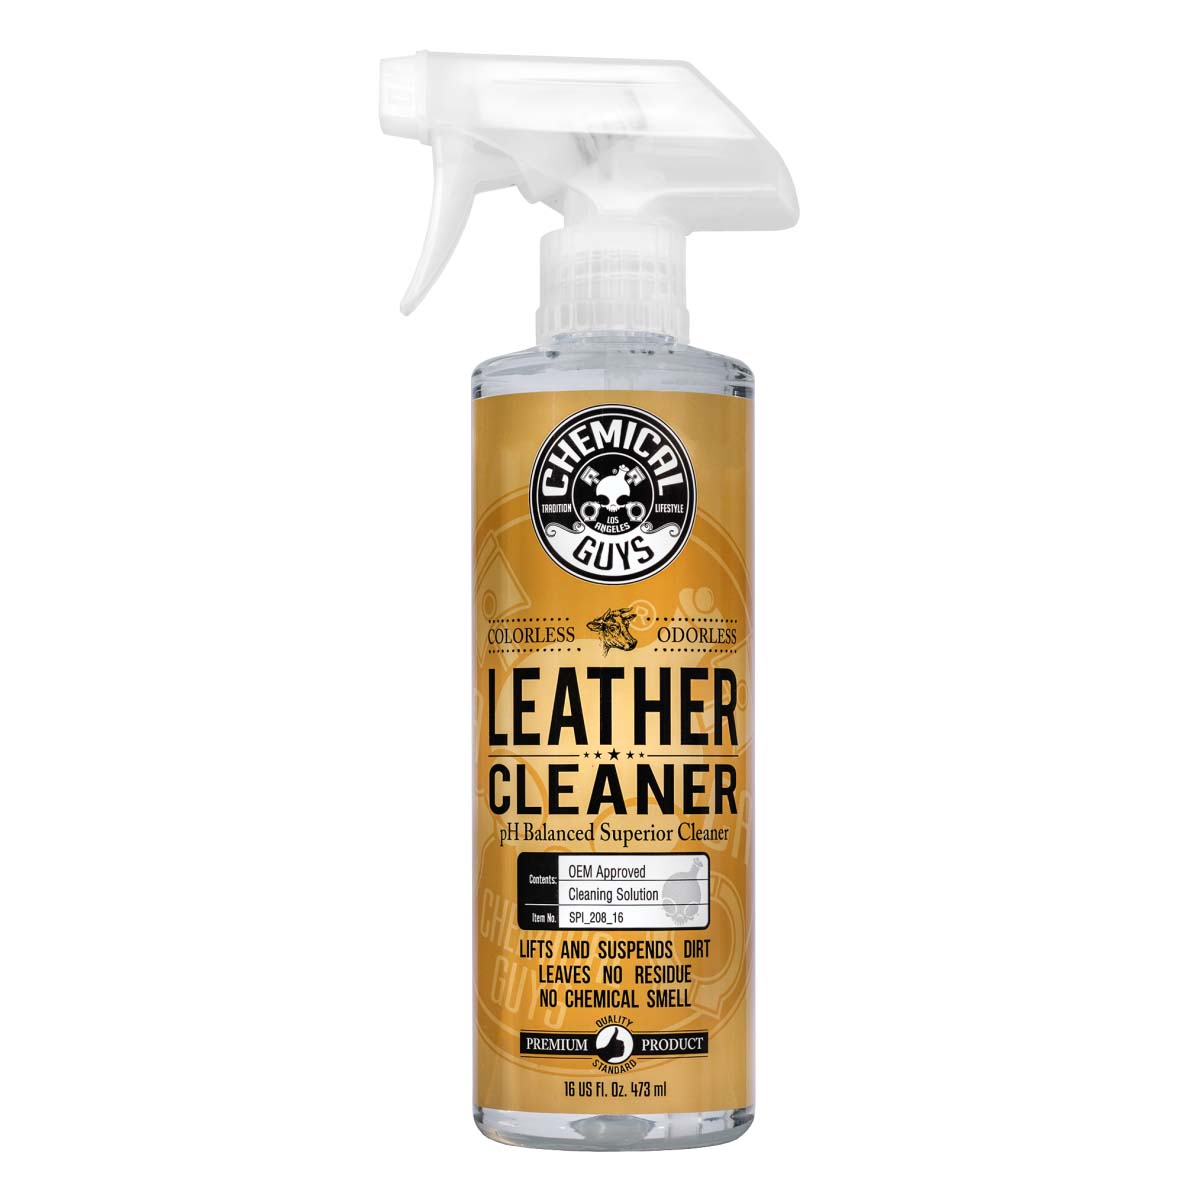 CHEMICAL
®
TRADITION
LIFESTYLE
LOS
ANGELES
GUYS
®
COLORLESS ODORLESS
LEATHER
CLEANER
pH Balanced Superior Cleaner
Contents: OEM Approved
Cleaning Solution
Item No. SPI_208_16
LIFTS AND SUSPENDS DIRT
LEAVES NO RESIDUE
NO CHEMICAL SMELL
QUALITY
PREMIUM PRODUCT
STANDARD
16 US Fl. Oz. 473 ml
CHEMICAL
GUYS